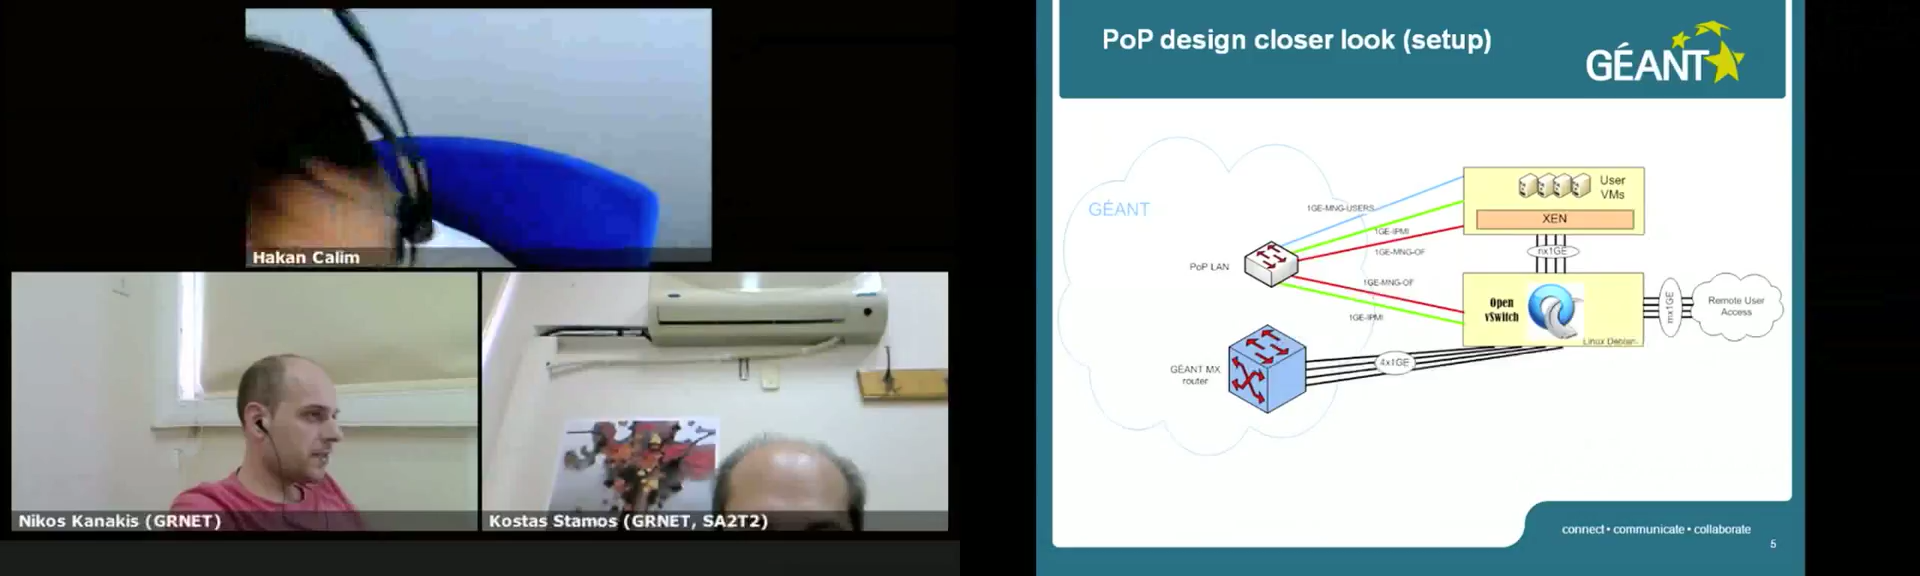 Hakan Calim
Nikos Kanakis (GRNET)
Kostas Stamos (GRNET, SA2T2)
PoP design closer look (setup)
GÉANT
GÉANT
1GE-MNG-USERS
1GE-IPMI
1GE-MNG-OF
PoP LAN
1GE-MNG-OF
1GE-IPMI
GÉANT MX
router
4x1GE
User
VMs
XEN
nx1GE
Open
vSwitch
Linux Debian
mx1GE
Remote User
Access
connect • communicate • collaborate
5